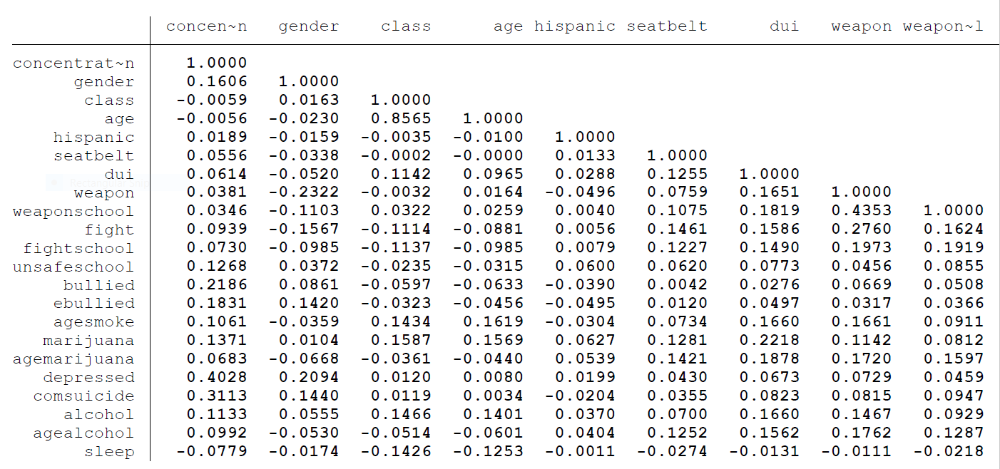 concen~n gender class age hispanic seatbelt dui weapon weapon~l
concentrat~n 1.0000
gender 0.1606 1.0000
class -0.0059 0.0163 1.0000
age -0.0056 -0.0230 0.8565 1.0000
hispanic 0.0189 -0.0159 -0.0035 -0.0100 1.0000
seatbelt 0.0556 -0.0338 -0.0002 -0.0000 0.0133 1.0000
dui 0.0614 -0.0520 0.1142 0.0965 0.0288 0.1255 1.0000
weapon 0.0381 -0.2322 -0.0032 0.0164 -0.0496 0.0759 0.1651 1.0000
weaponschool 0.0346 -0.1103 0.0322 0.0259 0.0040 0.1075 0.1819 0.4353 1.0000
fight 0.0939 -0.1567 -0.1114 -0.0881 0.0056 0.1461 0.1586 0.2760 0.1624
fightschool 0.0730 -0.0985 -0.1137 -0.0985 0.0079 0.1227 0.1490 0.1973 0.1919
unsafeschool 0.1268 0.0372 -0.0235 -0.0315 0.0600 0.0620 0.0773 0.0456 0.0855
bullied 0.2186 0.0861 -0.0597 -0.0633 -0.0390 0.0042 0.0276 0.0669 0.0508
ebullied 0.1831 0.1420 -0.0323 -0.0456 -0.0495 0.0120 0.0497 0.0317 0.0366
agesmoke 0.1061 -0.0359 0.1434 0.1619 -0.0304 0.0734 0.1660 0.1661 0.0911
marijuana 0.1371 0.0104 0.1587 0.1569 0.0627 0.1281 0.2218 0.1142 0.0812
agemarijuana 0.0683 -0.0668 -0.0361 -0.0440 0.0539 0.1421 0.1878 0.1720 0.1597
depressed 0.4028 0.2094 0.0120 0.0080 0.0199 0.0430 0.0673 0.0729 0.0459
comsuicide 0.3113 0.1440 0.0119 0.0034 -0.0204 0.0355 0.0823 0.0815 0.0947
alcohol 0.1133 0.0555 0.1466 0.1401 0.0370 0.0700 0.1660 0.1467 0.0929
agealcohol 0.0992 -0.0530 -0.0514 -0.0601 0.0404 0.1252 0.1562 0.1762 0.1287
sleep -0.0779 -0.0174 -0.1426 -0.1253 -0.0011 -0.0274 -0.0131 -0.0111 -0.0218